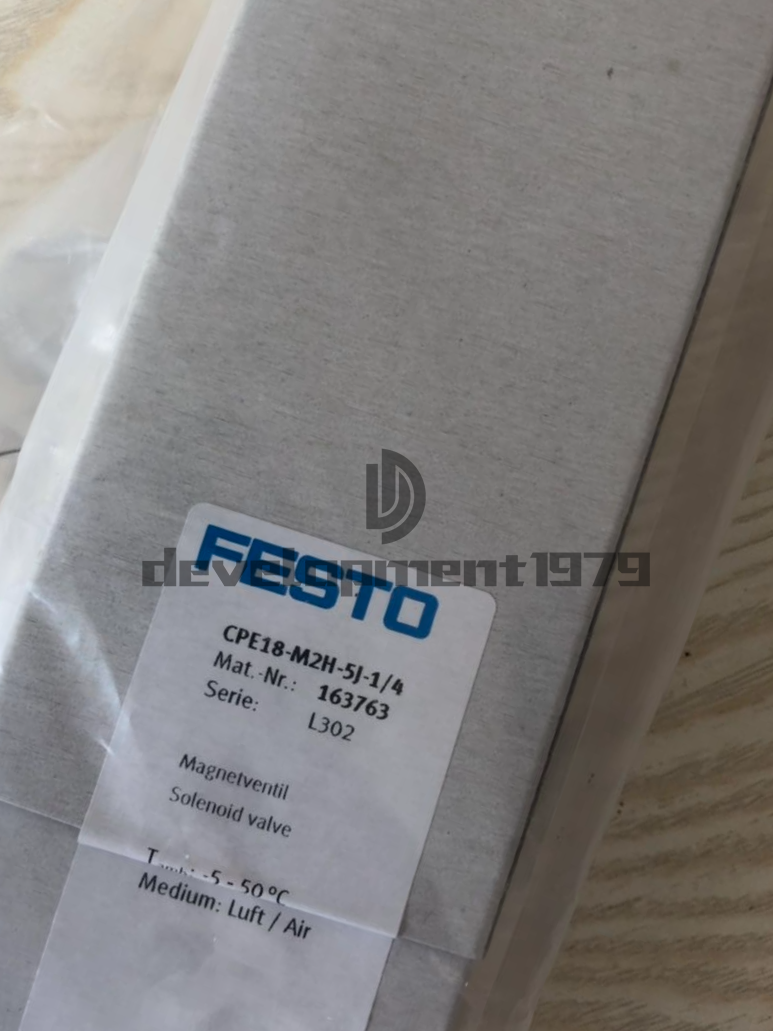 development1979
FESTO
CPE18-M2H-5J-1/4
Mat.-Nr.: 163763
Serie: L302
Magnetventil
Solenoid valve
-5 - 50 °C
Medium: Luft / Air